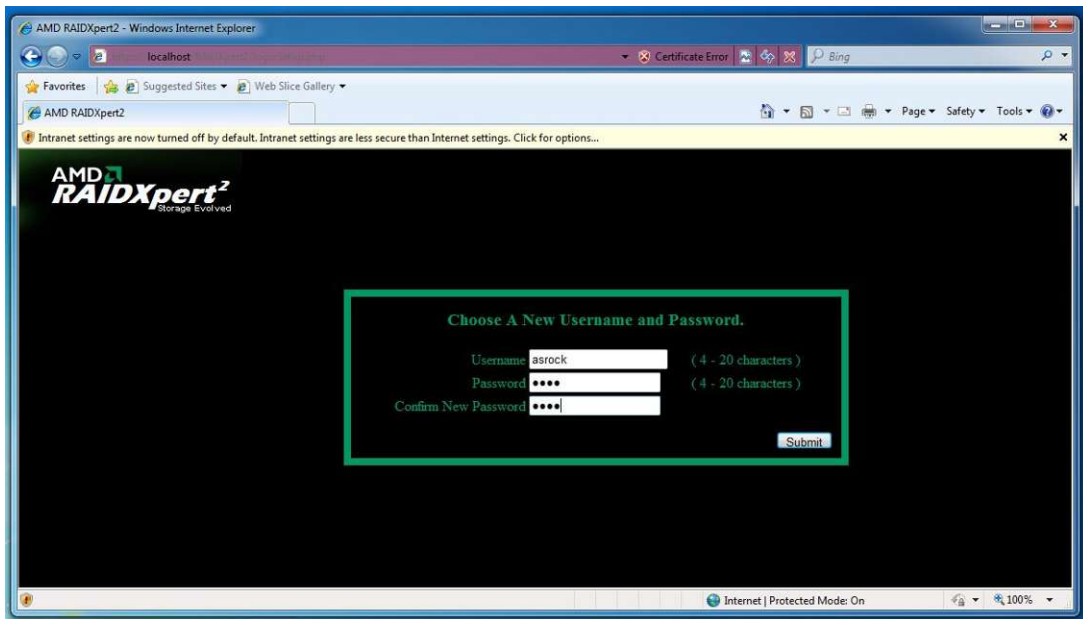 AMD RAIDXpert2 - Windows Internet Explorer
localhost
Certificate Error
Bing
Favorites
Suggested Sites
Web Slice Gallery
AMD RAIDXpert2
Page
Safety
Tools
Intranet settings are now turned off by default. Intranet settings are less secure than Internet settings. Click for options...
AMD
RAIDXpert2
Storage Evolved
Choose A New Username and Password.
Username asrock ( 4 - 20 characters )
Password •••• ( 4 - 20 characters )
Confirm New Password ••••
Submit
Internet | Protected Mode: On
100%